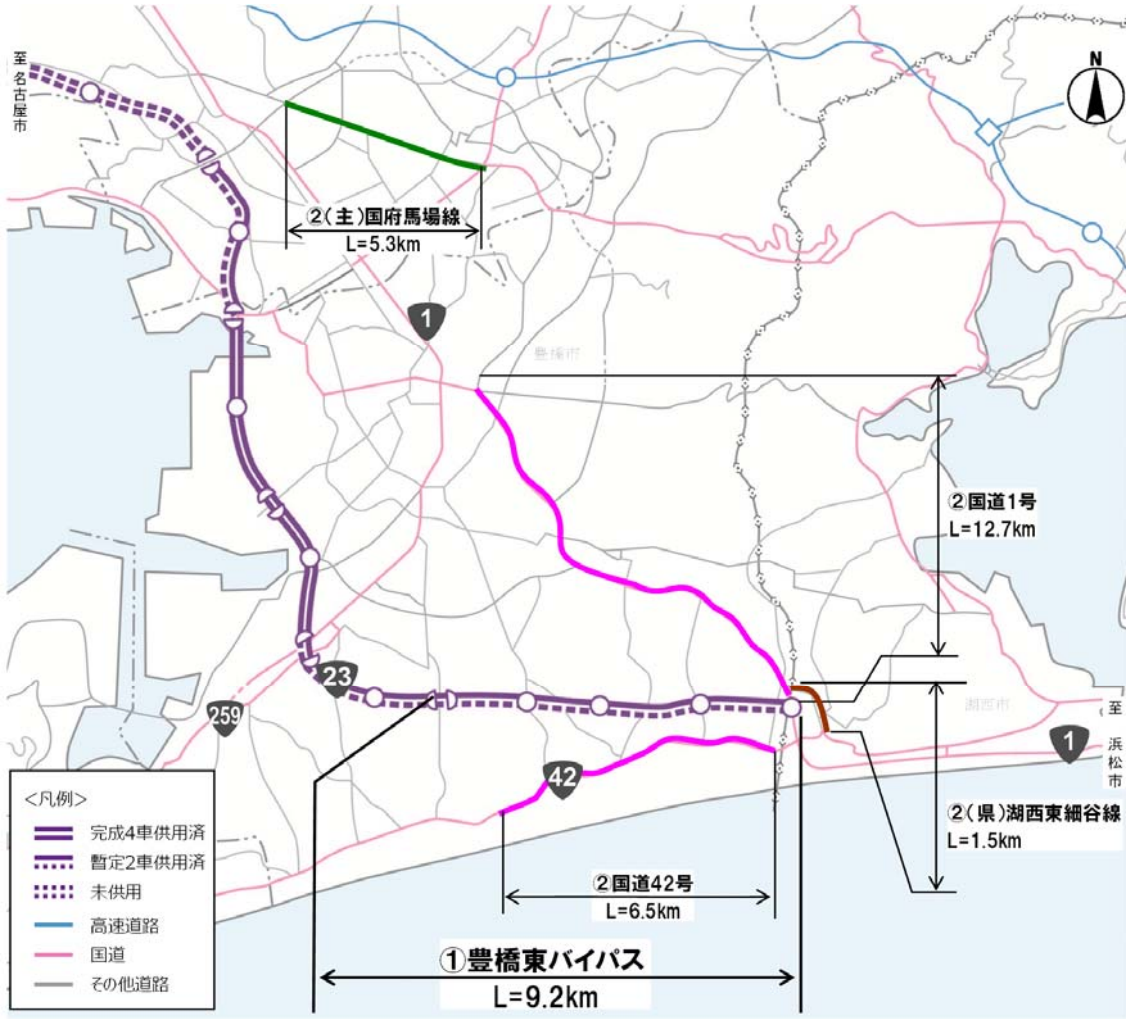 至 名古屋市
N
②(主)国府馬場線
L=5.3km
1
豊橋市
②国道1号
L=12.7km
23
259
湖西市
至 浜松市
1
42
②(県)湖西東細谷線
L=1.5km
②国道42号
L=6.5km
①豊橋東バイパス
L=9.2km
<凡例>
完成4車供用済
暫定2車供用済
未供用
高速道路
国道
その他道路